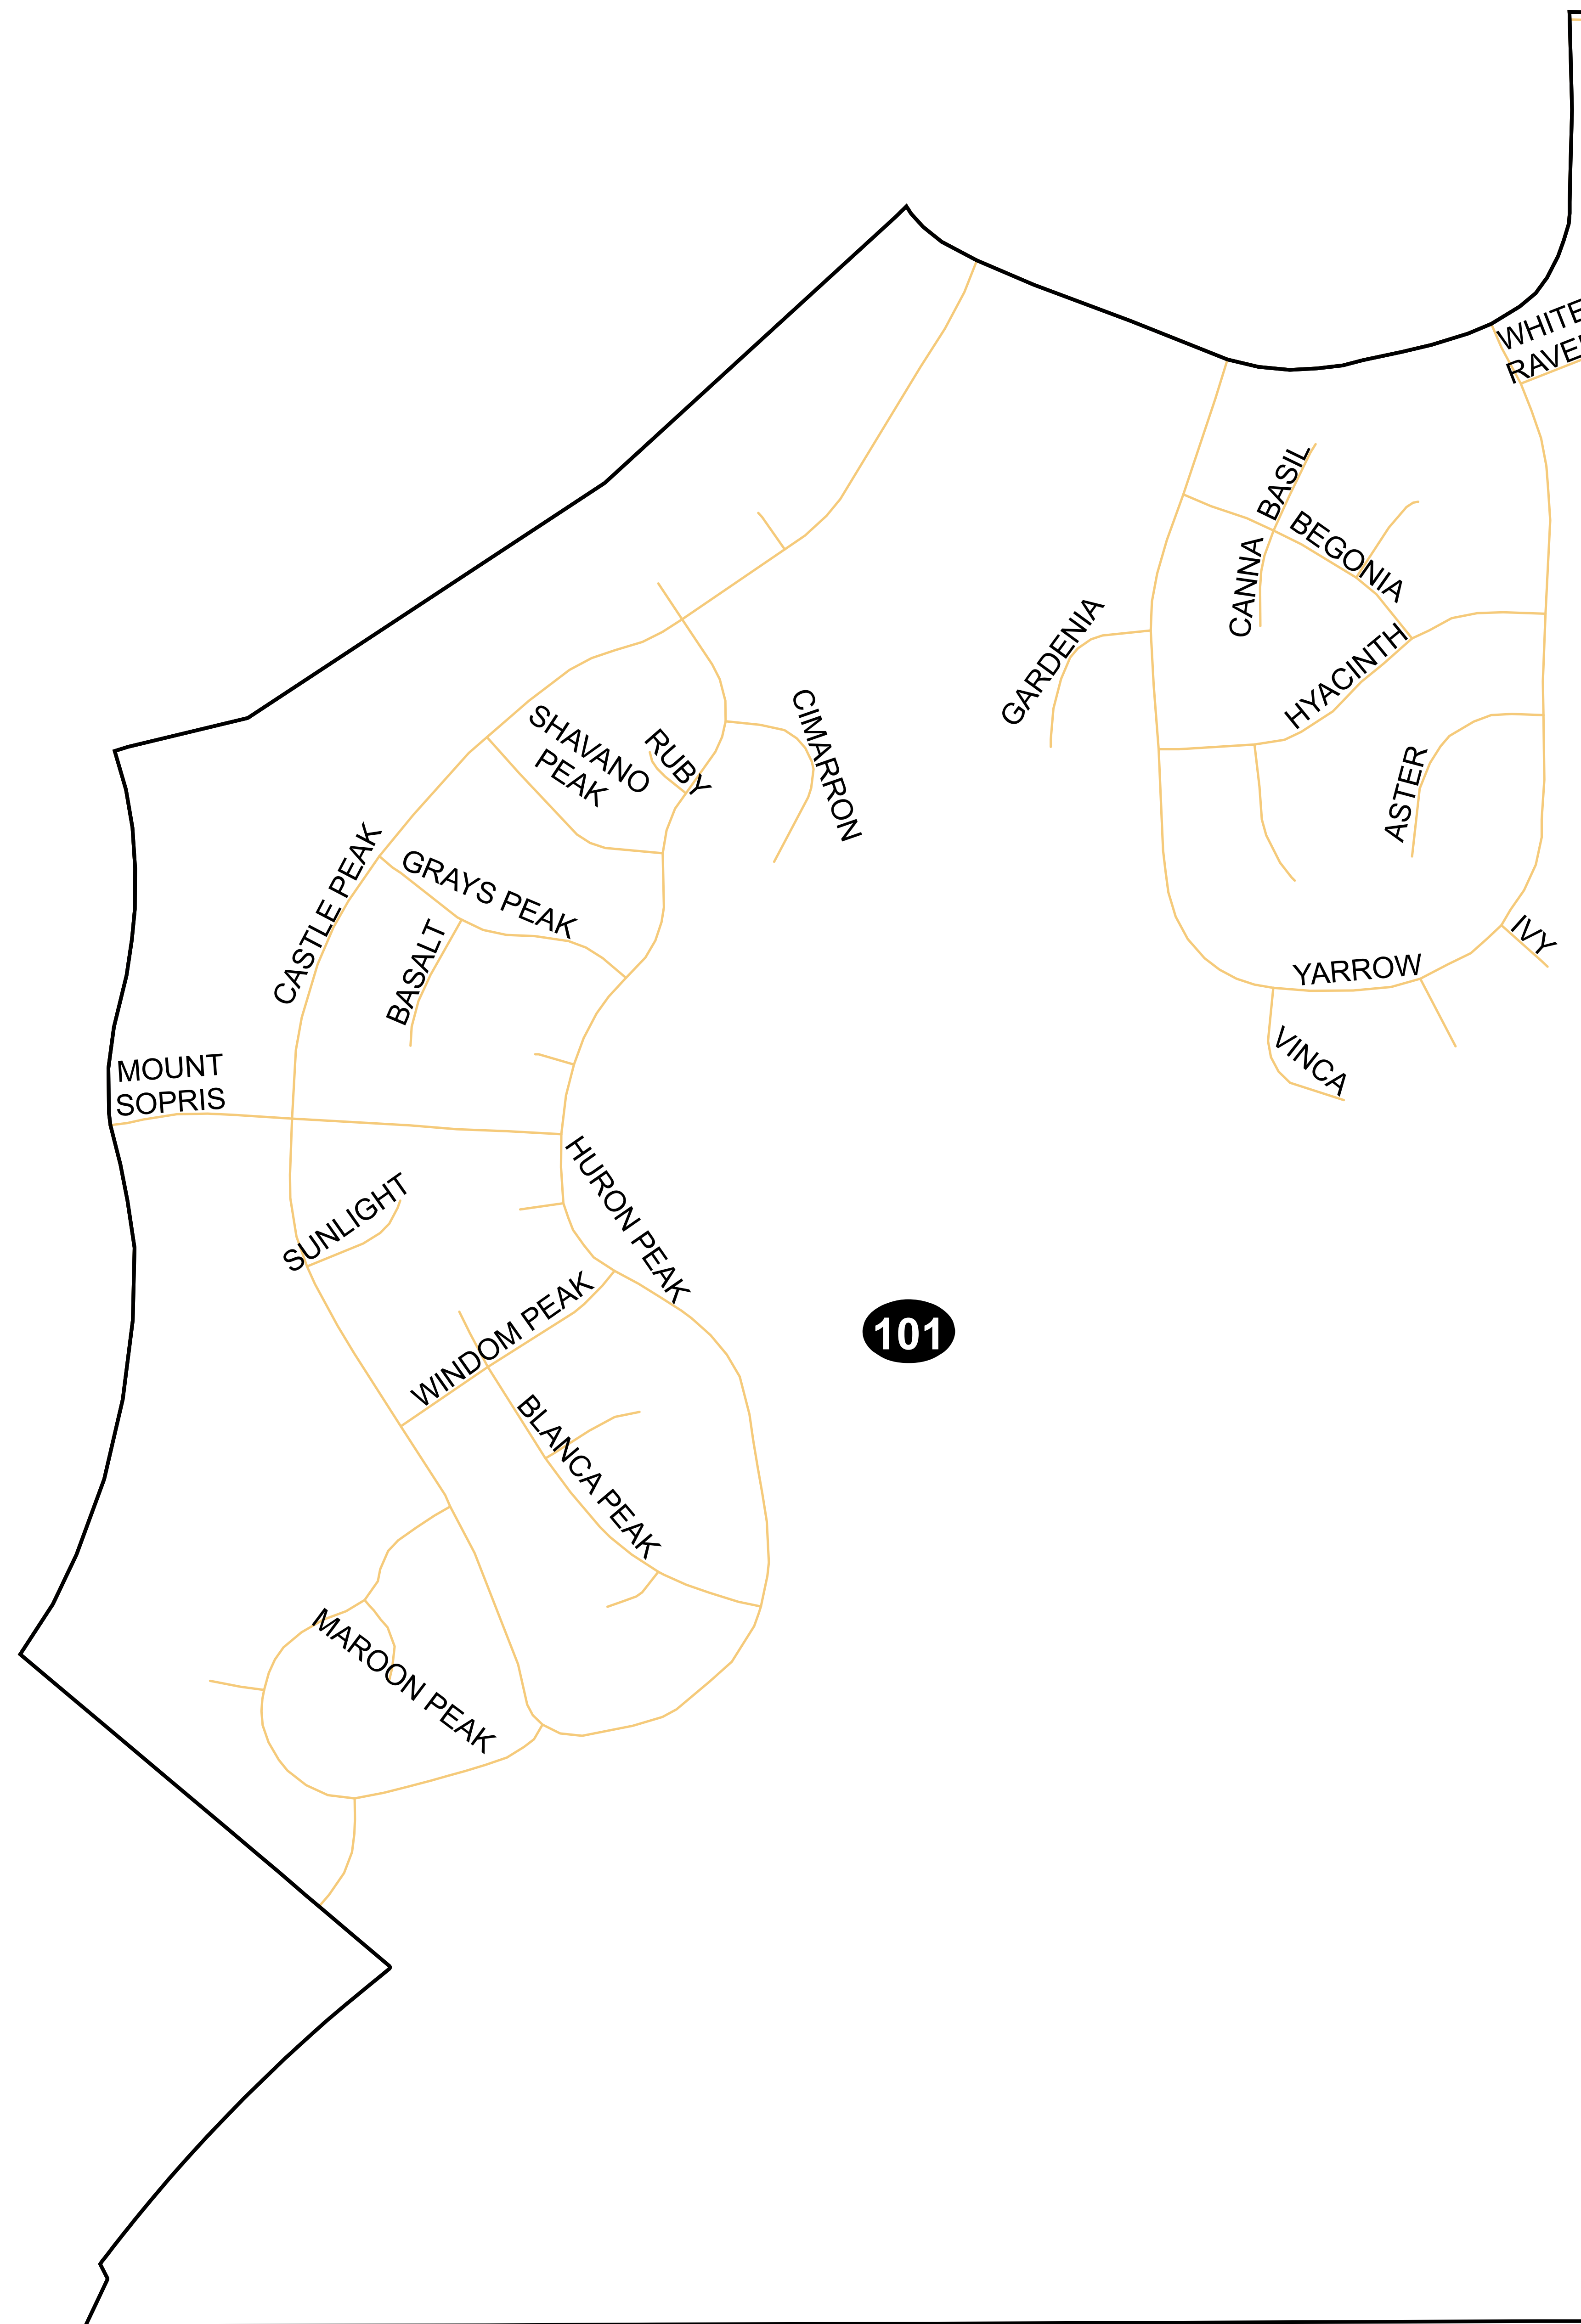 WHITE
RAVE
BASIL
BEGONIA
CANNA
GARDENIA
HYACINTH
CIMARRON
SHAVANO
PEAK
RUBY
ASTER
CASTLE PEAK
GRAYS PEAK
BASALT
IVY
YARROW
VINCA
MOUNT
SOPRIS
HURON PEAK
SUNLIGHT
WINDOM PEAK
101
BLANCA PEAK
MAROON PEAK